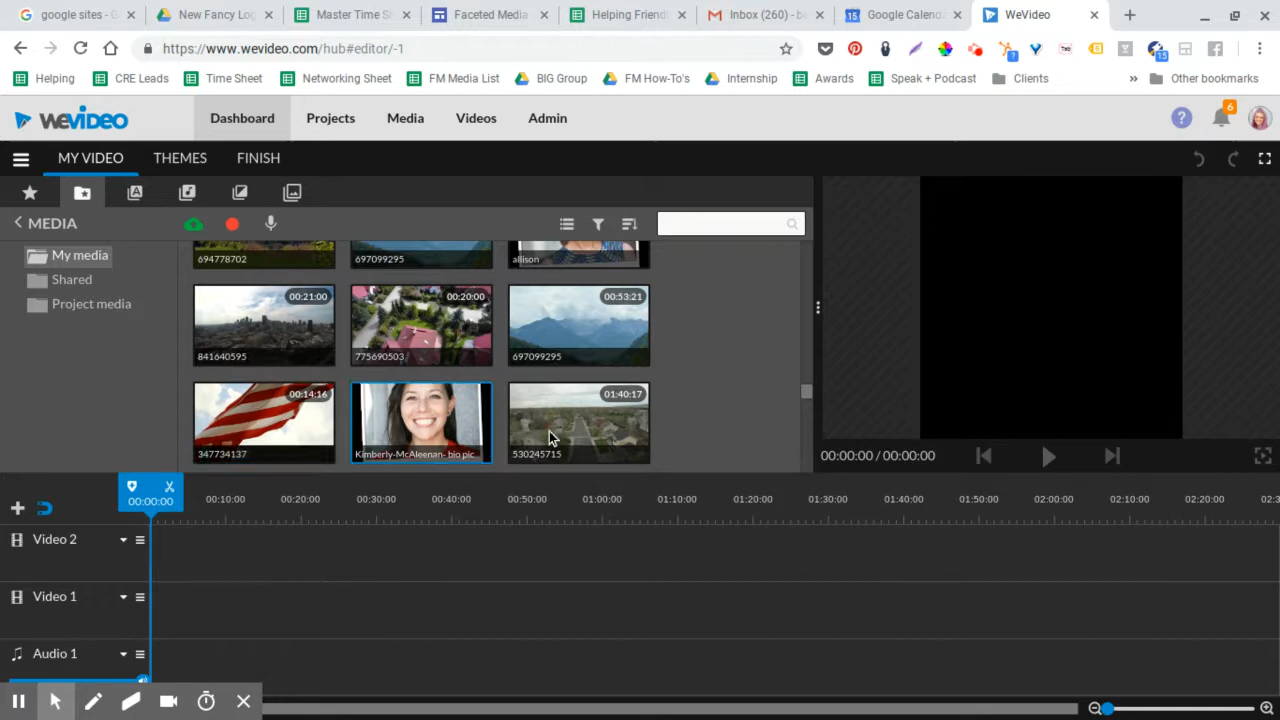 google sites - G
New Fancy Log
Master Time S
Faceted Media
Helping Friend
Inbox (260) - b
Google Calend
WeVideo
https://www.wevideo.com/hub#editor/-1
Helping
CRE Leads
Time Sheet
Networking Sheet
FM Media List
BIG Group
FM How-To's
Internship
Awards
Speak + Podcast
Clients
»
Other bookmarks
wevideo
Dashboard
Projects
Media
Videos
Admin
?
6
MY VIDEO
THEMES
FINISH
MEDIA
My media
Shared
Project media
694778702
697099295
allison
00:21:00
841640595
00:20:00
775690503
00:53:21
697099295
00:14:16
347734137
Kimberly-McAleenan- bio pic
01:40:17
530245715
00:00:00 / 00:00:00
00:00:00
00:10:00
00:20:00
00:30:00
00:40:00
00:50:00
01:00:00
01:10:00
01:20:00
01:30:00
01:40:00
01:50:00
02:00:00
02:10:00
02:20:00
02:3
Video 2
Video 1
Audio 1